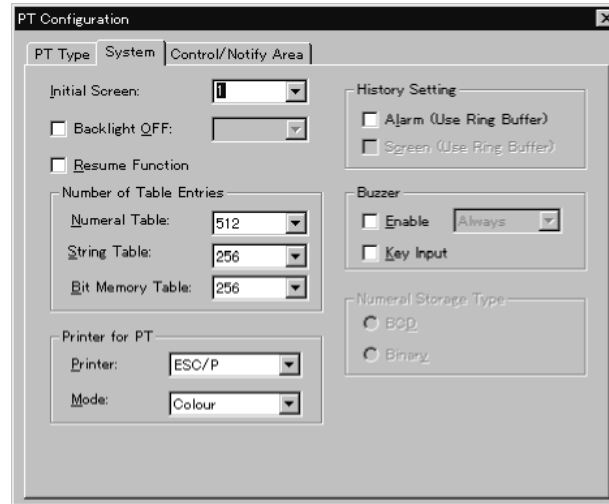 PT Configuration
PT Type System Control/Notify Area
Initial Screen: 1
Backlight OFF:
Resume Function
Number of Table Entries
Numeral Table: 512
String Table: 256
Bit Memory Table: 256
Printer for PT
Printer: ESC/P
Mode: Colour
History Setting
Alarm (Use Ring Buffer)
Screen (Use Ring Buffer)
Buzzer
Enable Always
Key Input
Numeral Storage Type
BCD
Binary